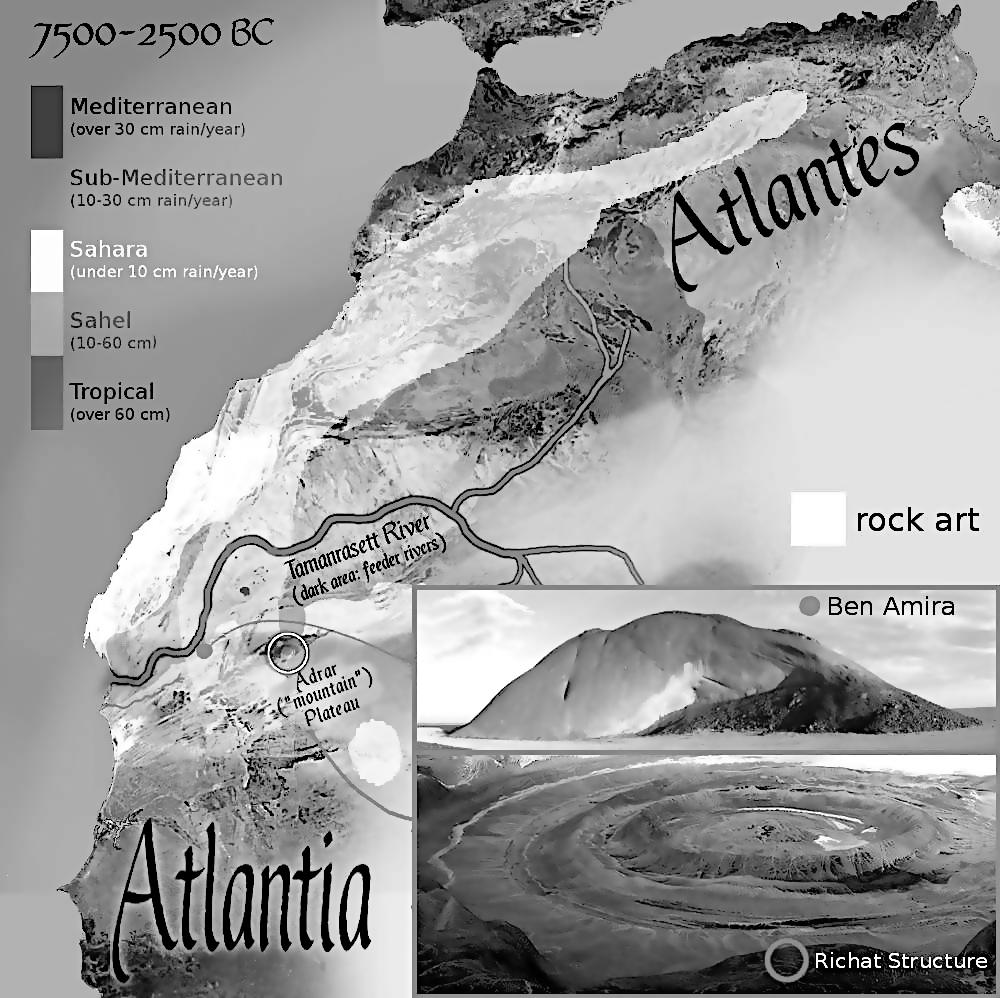 7500-2500 BC
Mediterranean
(over 30 cm rain/year)
Sub-Mediterranean
(10-30 cm rain/year)
Sahara
(under 10 cm rain/year)
Sahel
(10-60 cm)
Tropical
(over 60 cm)
Atlantes
rock art
Tamanrasett River
(dark area: feeder rivers)
Adrar
("mountain")
Plateau
Atlantia
Ben Amira
Richat Structure